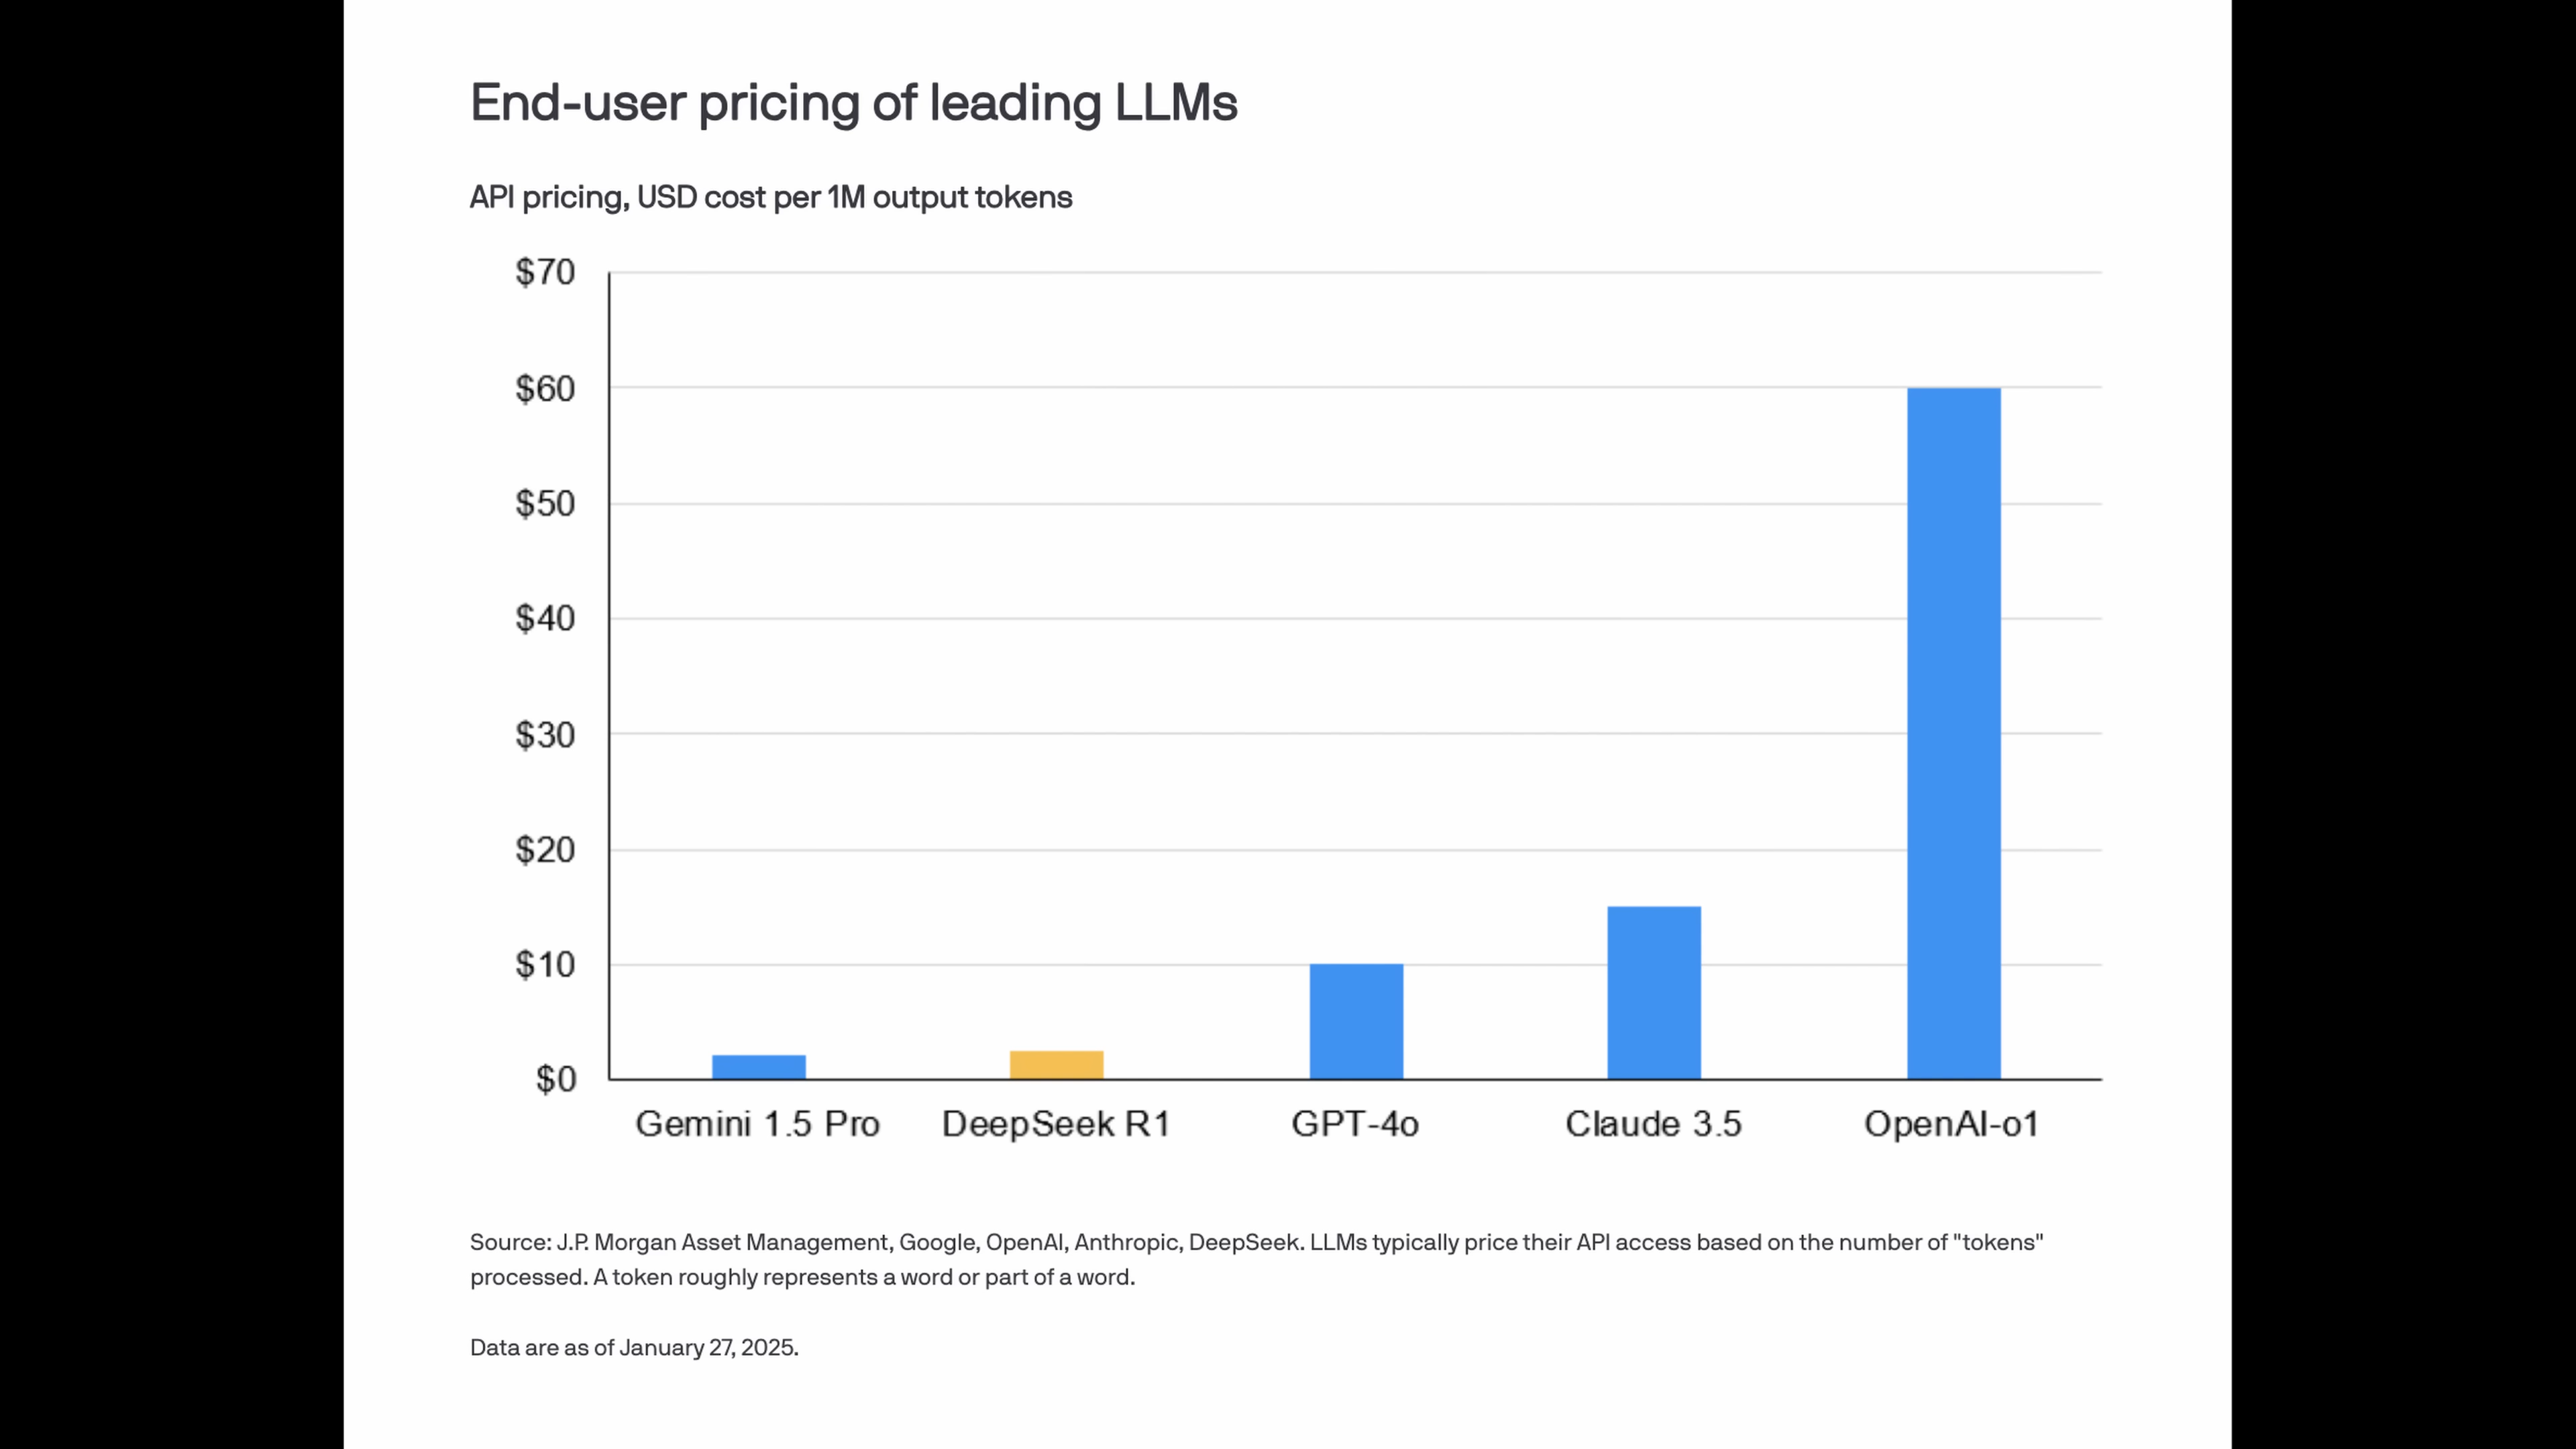 End-user pricing of leading LLMs
API pricing, USD cost per 1M output tokens
$70
$60
$50
$40
$30
$20
$10
$0
Gemini 1.5 Pro DeepSeek R1 GPT-4o Claude 3.5 OpenAI-o1
Source: J.P. Morgan Asset Management, Google, OpenAI, Anthropic, DeepSeek. LLMs typically price their API access based on the number of "tokens"
processed. A token roughly represents a word or part of a word.
Data are as of January 27, 2025.